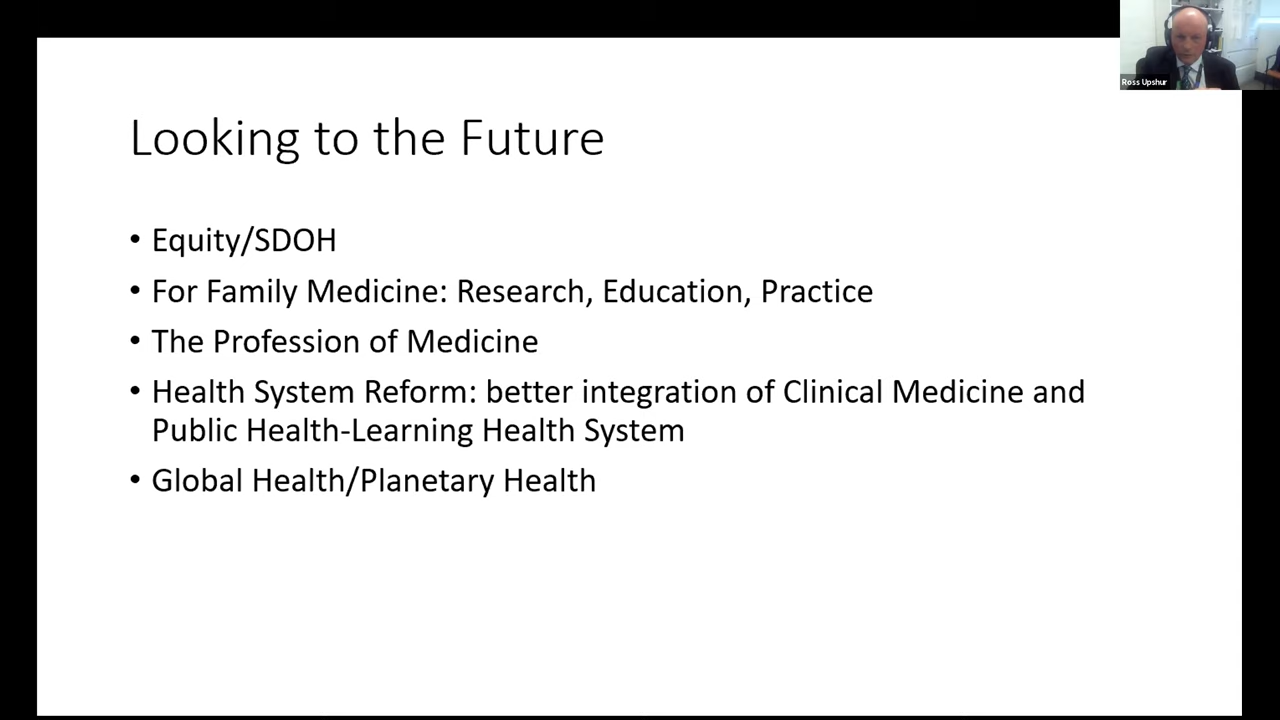 Ross Upshur
Looking to the Future
• Equity/SDOH
• For Family Medicine: Research, Education, Practice
• The Profession of Medicine
• Health System Reform: better integration of Clinical Medicine and
Public Health-Learning Health System
• Global Health/Planetary Health